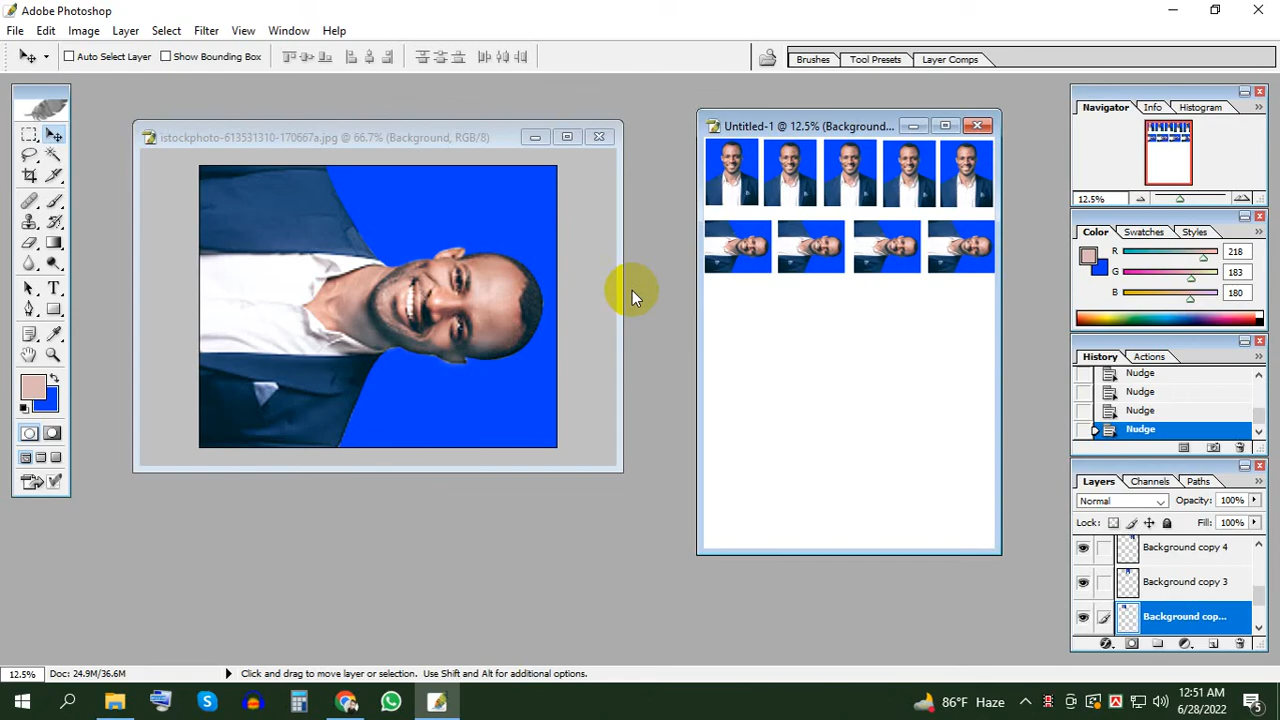 Adobe Photoshop
File Edit Image Layer Select Filter View Window Help
Auto Select Layer Show Bounding Box
Brushes Tool Presets Layer Comps
istockphoto-613531310-170667a.jpg @ 66.7% (Background, RGB/8)
Untitled-1 @ 12.5% (Background...
Navigator Info Histogram
12.5%
Color Swatches Styles
R 218
G 183
B 180
History Actions
Nudge
Nudge
Nudge
Nudge
Layers Channels Paths
Normal Opacity: 100%
Lock: Fill: 100%
Background copy 4
Background copy 3
Background cop...
12.5% Doc: 24.9M/36.6M Click and drag to move layer or selection. Use Shift and Alt for additional options.
86°F Haze
12:51 AM
6/28/2022
5